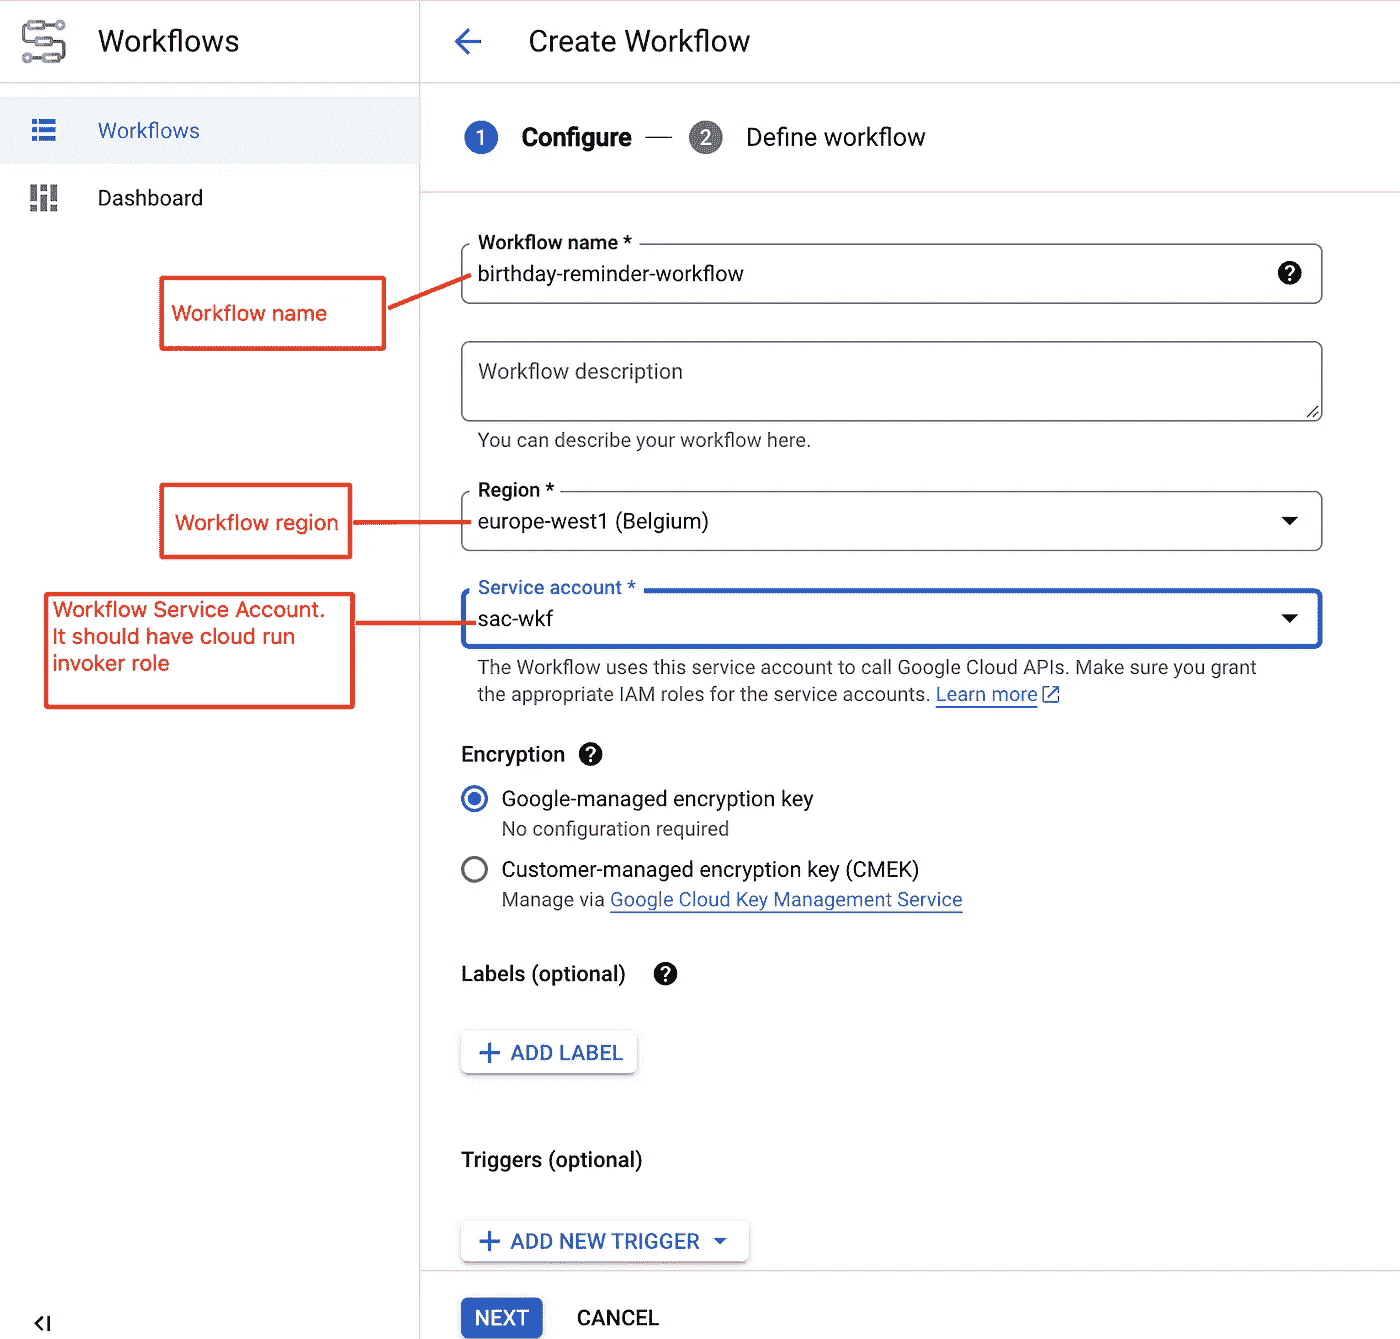 Workflows
Create Workflow
Workflows
Dashboard
1 Configure — 2 Define workflow
Workflow name *
birthday-reminder-workflow
Workflow name
Workflow description
You can describe your workflow here.
Region *
europe-west1 (Belgium)
Workflow region
Service account *
sac-wkf
Workflow Service Account.
It should have cloud run
invoker role
The Workflow uses this service account to call Google Cloud APIs. Make sure you grant
the appropriate IAM roles for the service accounts. Learn more
Encryption
Google-managed encryption key
No configuration required
Customer-managed encryption key (CMEK)
Manage via Google Cloud Key Management Service
Labels (optional)
+ ADD LABEL
Triggers (optional)
+ ADD NEW TRIGGER
NEXT CANCEL